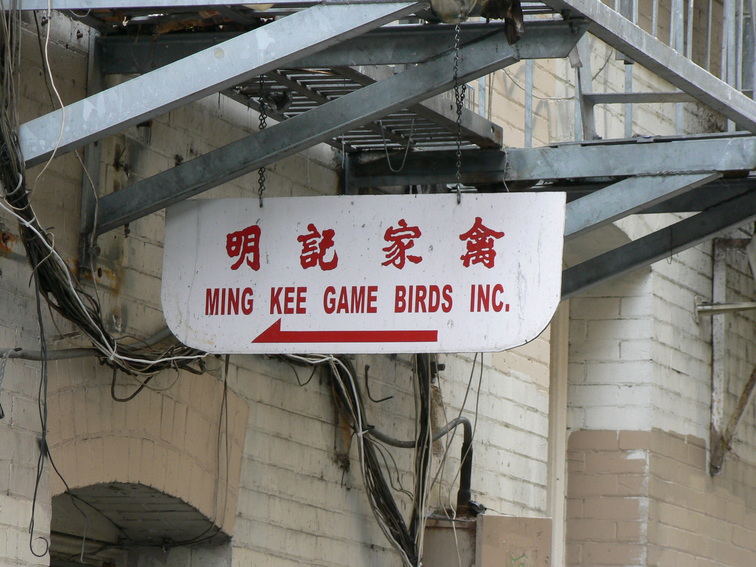 明記家禽
MING KEE GAME BIRDS INC.